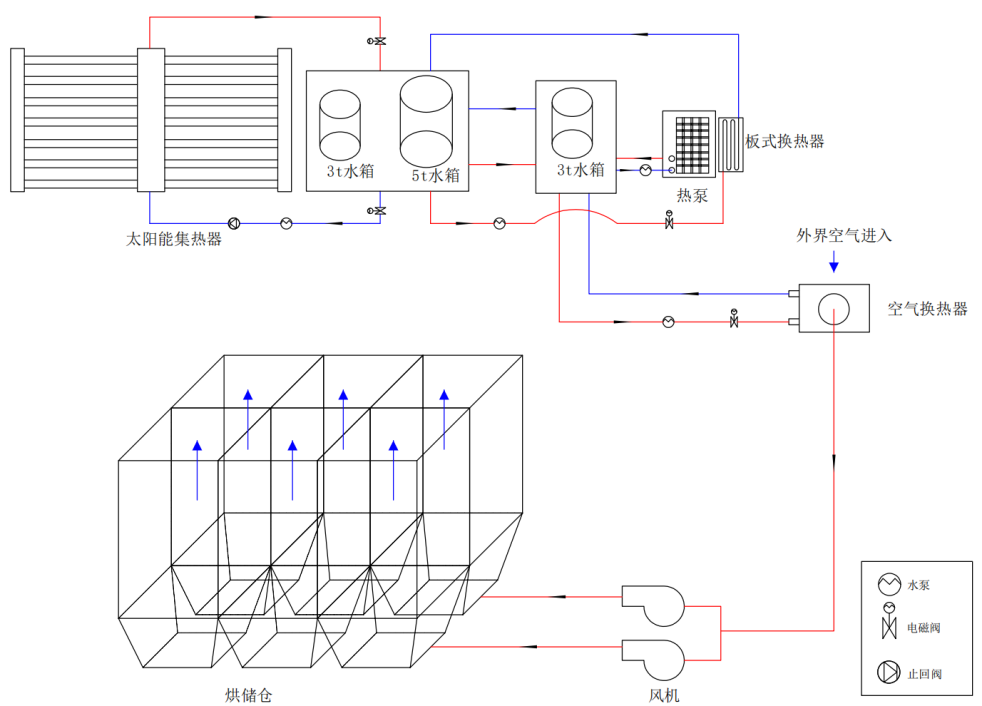 3t水箱
5t水箱
3t水箱
板式换热器
热泵
太阳能集热器
外界空气进入
空气换热器
水泵
电磁阀
止回阀
烘储仓
风机